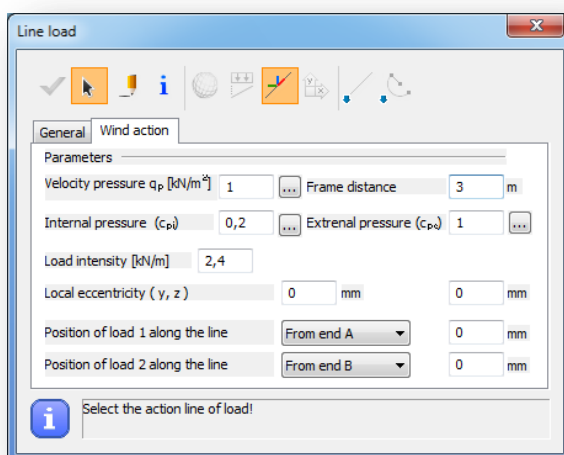 Line load
General Wind action
Parameters
Velocity pressure qp [kN/m²] 1 ... Frame distance 3 m
Internal pressure (cpi) 0,2 ... Extrenal pressure (cpe) 1 ...
Load intensity [kN/m] 2,4
Local eccentricity ( y, z ) 0 mm 0 mm
Position of load 1 along the line From end A 0 mm
Position of load 2 along the line From end B 0 mm
Select the action line of load!